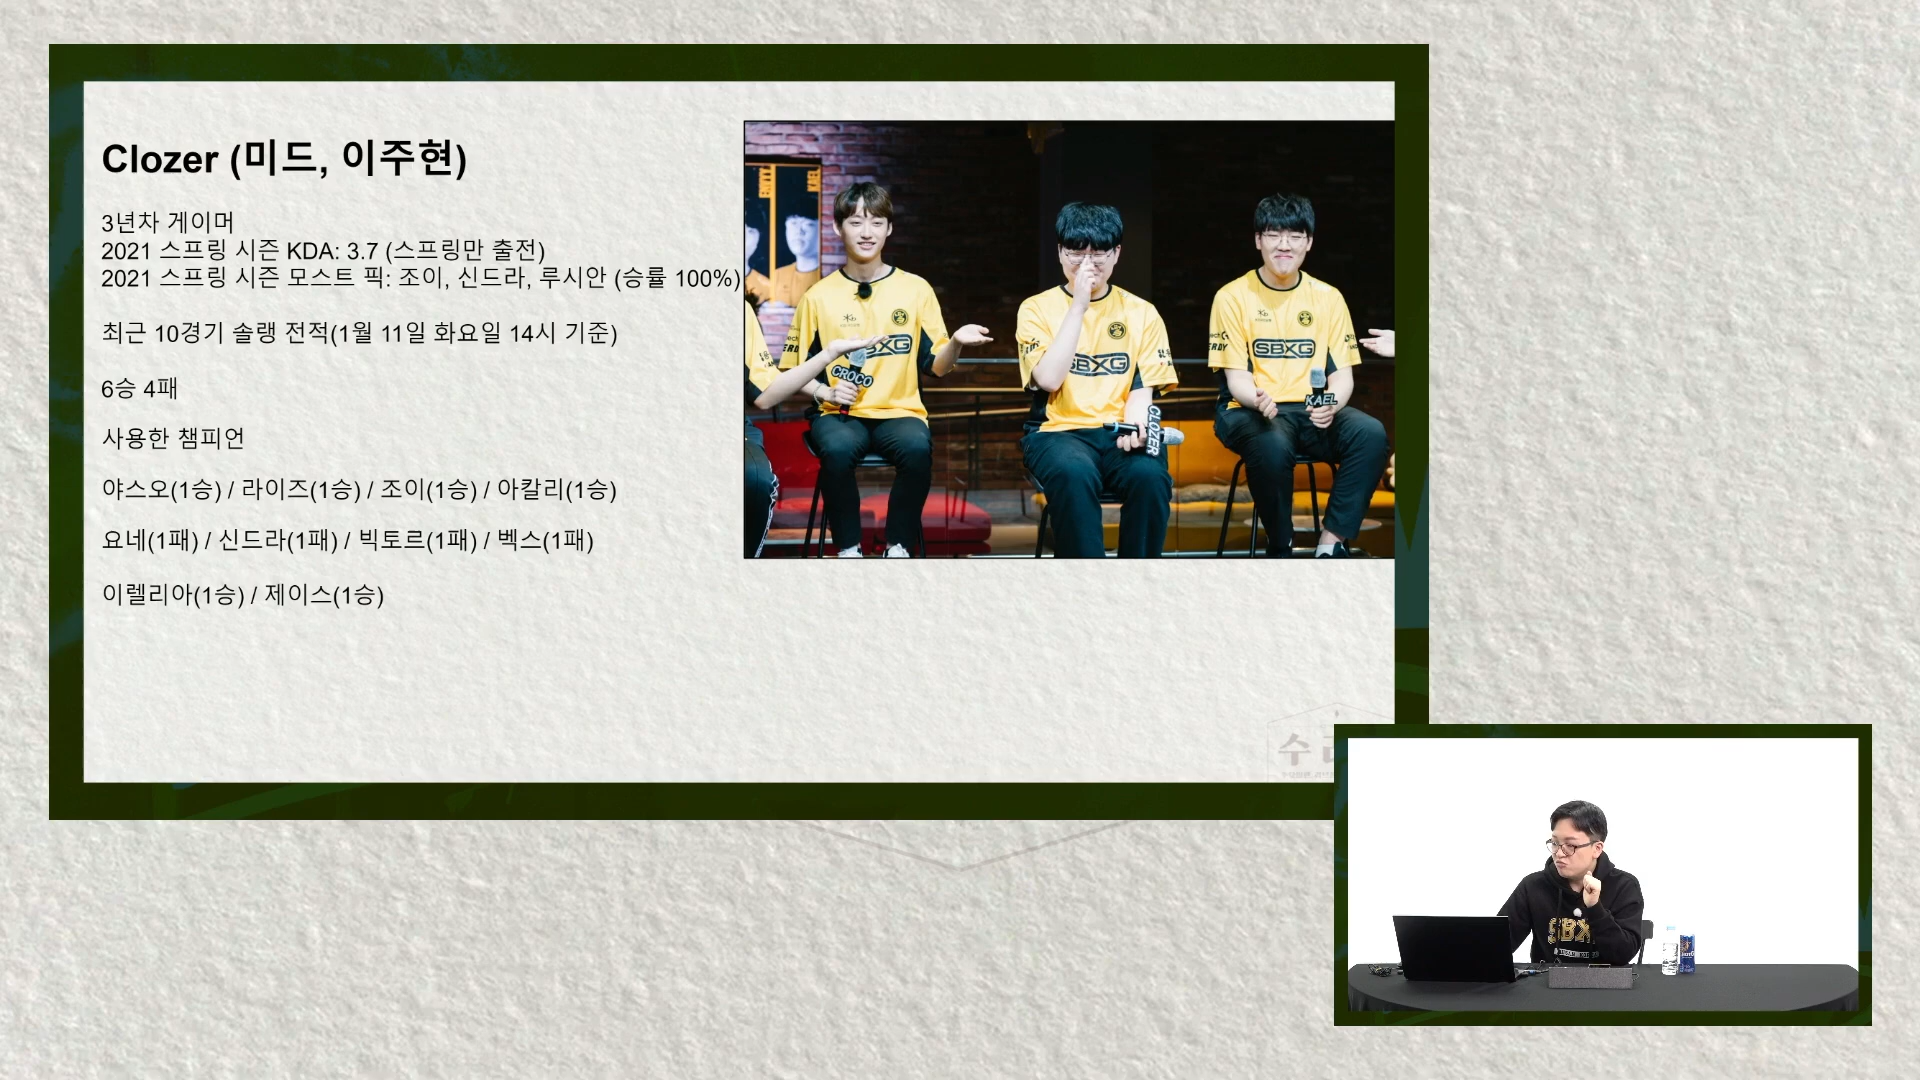 Clozer (미드, 이주현)
3년차 게이머
2021 스프링 시즌 KDA: 3.7 (스프링만 출전)
2021 스프링 시즌 모스트 픽: 조이, 신드라, 루시안 (승률 100%)
최근 10경기 솔랭 전적(1월 11일 화요일 14시 기준)
6승 4패
사용한 챔피언
야스오(1승) / 라이즈(1승) / 조이(1승) / 아칼리(1승)
요네(1패) / 신드라(1패) / 빅토르(1패) / 벡스(1패)
이렐리아(1승) / 제이스(1승)
KAEL
SBXG
CROCO
SBXG
CLOZER
SBXG
KAEL
수
SBX